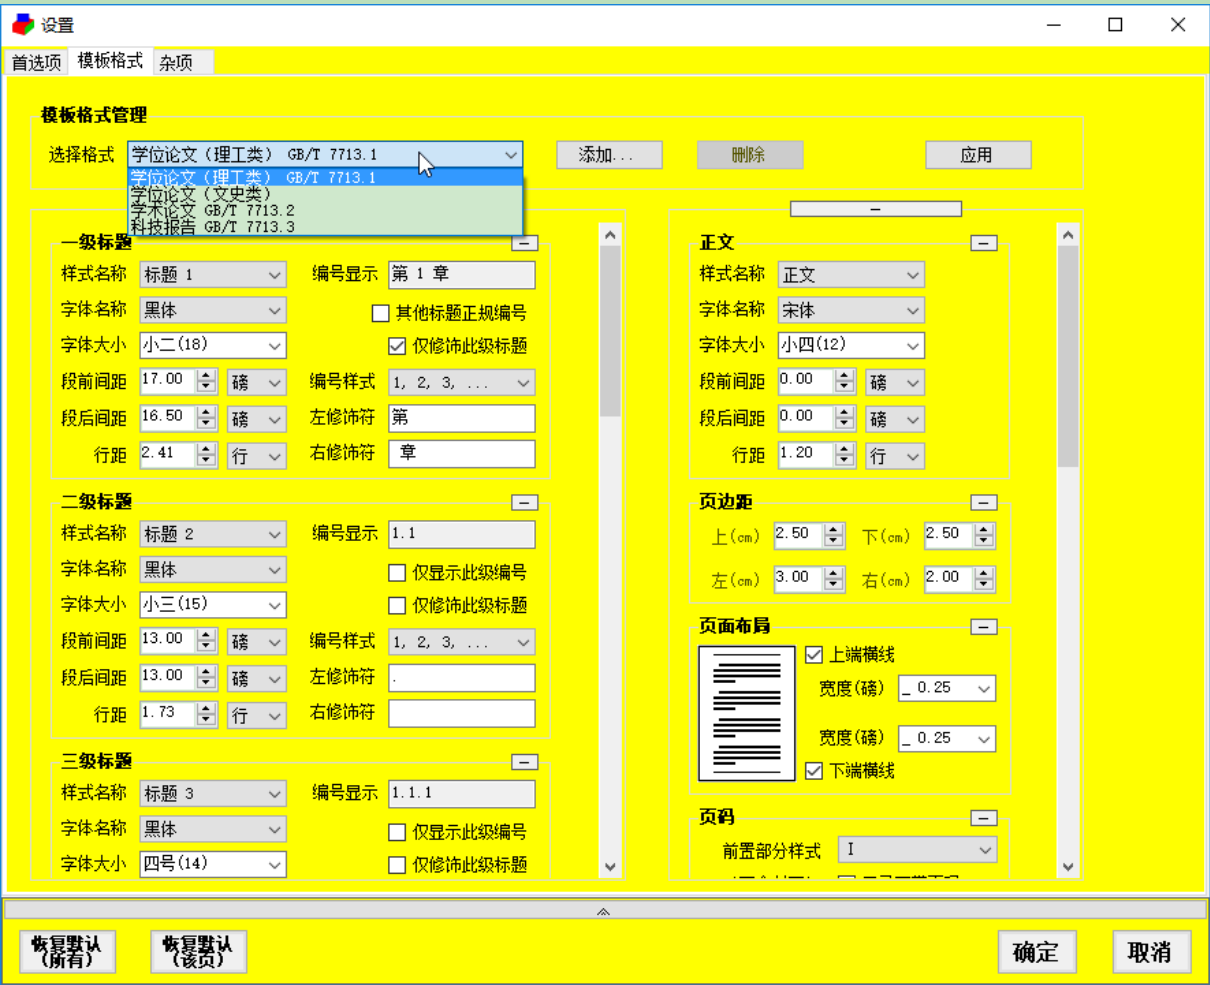 设置
首选项 模板格式 杂项
模板格式管理
选择格式 学位论文（理工类） GB/T 7713.1 添加... 删除 应用
学位论文（理工类） GB/T 7713.1
学位论文（文史类）
学术论文 GB/T 7713.2
科技报告 GB/T 7713.3
一级标题
样式名称 标题 1 编号显示 第 1 章
字体名称 黑体 其他标题正规编号
字体大小 小二(18) 仅修饰此级标题
段前间距 17.00 磅 编号样式 1, 2, 3, ...
段后间距 16.50 磅 左修饰符 第
行距 2.41 行 右修饰符 章
二级标题
样式名称 标题 2 编号显示 1.1
字体名称 黑体 仅显示此级编号
字体大小 小三(15) 仅修饰此级标题
段前间距 13.00 磅 编号样式 1, 2, 3, ...
段后间距 13.00 磅 左修饰符 .
行距 1.73 行 右修饰符
三级标题
样式名称 标题 3 编号显示 1.1.1
字体名称 黑体 仅显示此级编号
字体大小 四号(14) 仅修饰此级标题
正文
样式名称 正文
字体名称 宋体
字体大小 小四(12)
段前间距 0.00 磅
段后间距 0.00 磅
行距 1.20 行
页边距
上(cm) 2.50 下(cm) 2.50
左(cm) 3.00 右(cm) 2.00
页面布局
上端横线
宽度(磅) _ 0.25
宽度(磅) _ 0.25
下端横线
页码
前置部分样式 I
恢复默认(所有) 恢复默认(该页) 确定 取消